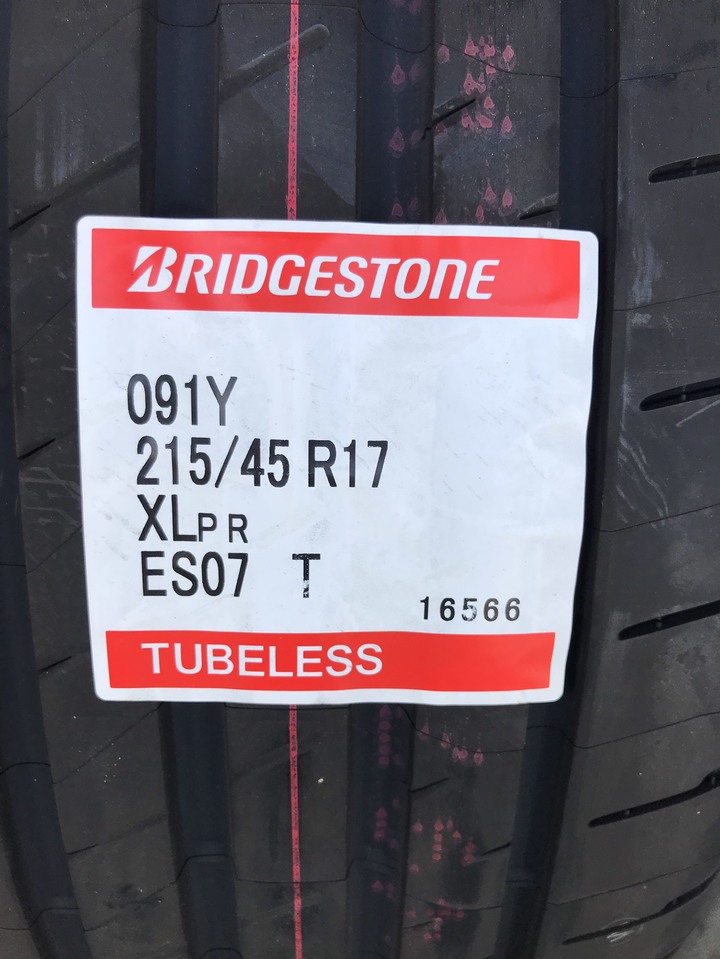 BRIDGESTONE
091Y
215/45 R17
XLPR
ES07 T
16566
TUBELESS